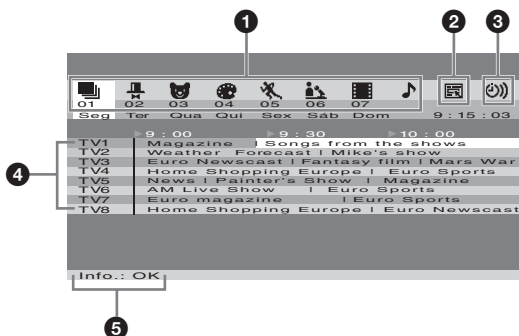 1 2 3
01 02 03 04 05 06 07
Seg Ter Qua Qui Sex Sáb Dom 9 : 15 : 03
9 : 00 9 : 30 10 : 00
TV1 Magazine | Songs from the shows
TV2 Weather Forecast | Mike's show
TV3 Euro Newscast | Fantasy film | Mars War
TV4 Home Shopping Europe | Euro Sports
TV5 News | Painter's Show | Magazine
TV6 AM Live Show | Euro Sports
TV7 Euro magazine | Euro Sports
TV8 Home Shopping Europe | Euro Newscast
4
Info.: OK
5